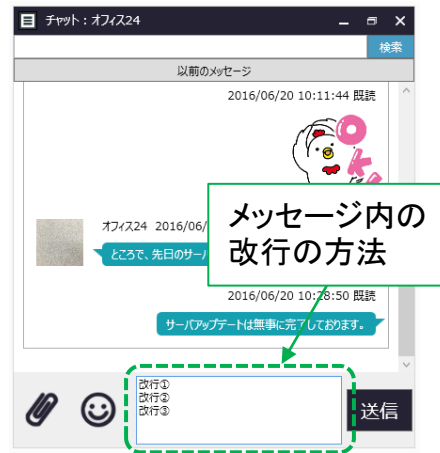 チャット：オフィス24
検索
以前のメッセージ
2016/06/20 10:11:44 既読
OK
オフィス24 2016/06/
ところで、先日のサー
メッセージ内の
改行の方法
2016/06/20 10:28:50 既読
サーバアップデートは無事に完了しております。
改行①
改行②
改行③
送信